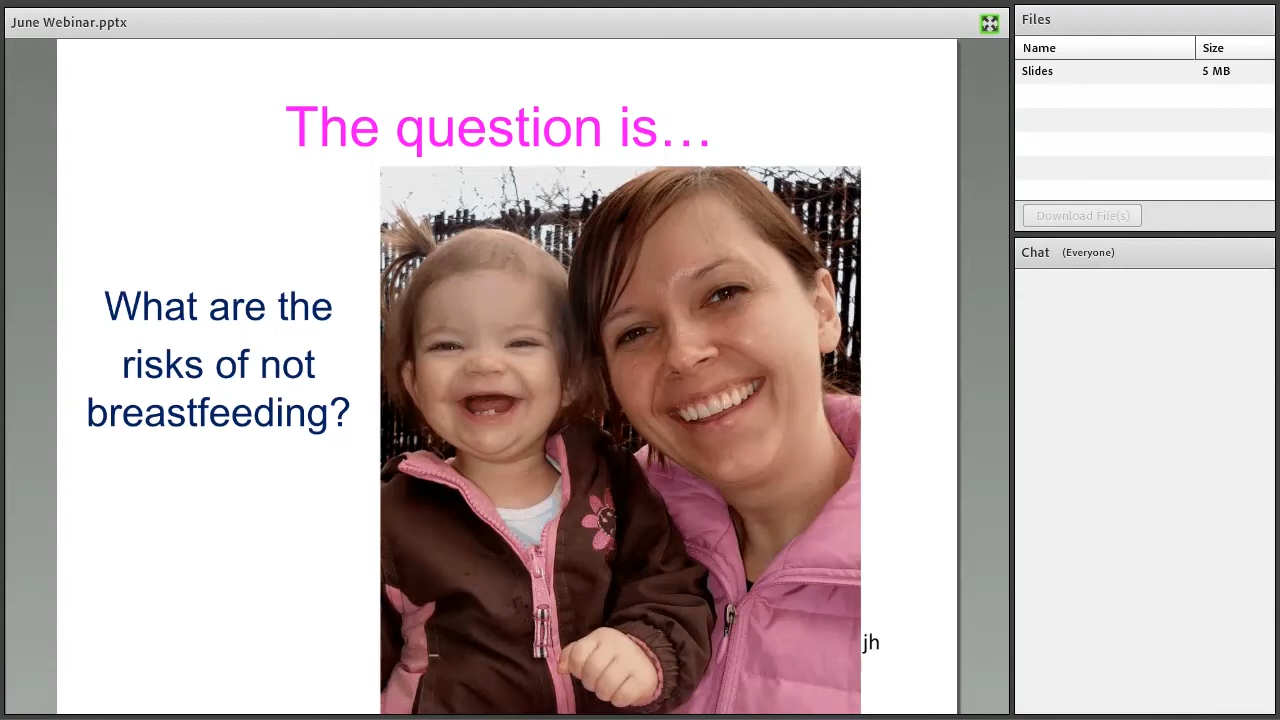 June Webinar.pptx
The question is…
What are the
risks of not
breastfeeding?
jh
Files
Name Size
Slides 5 MB
Download File(s)
Chat (Everyone)